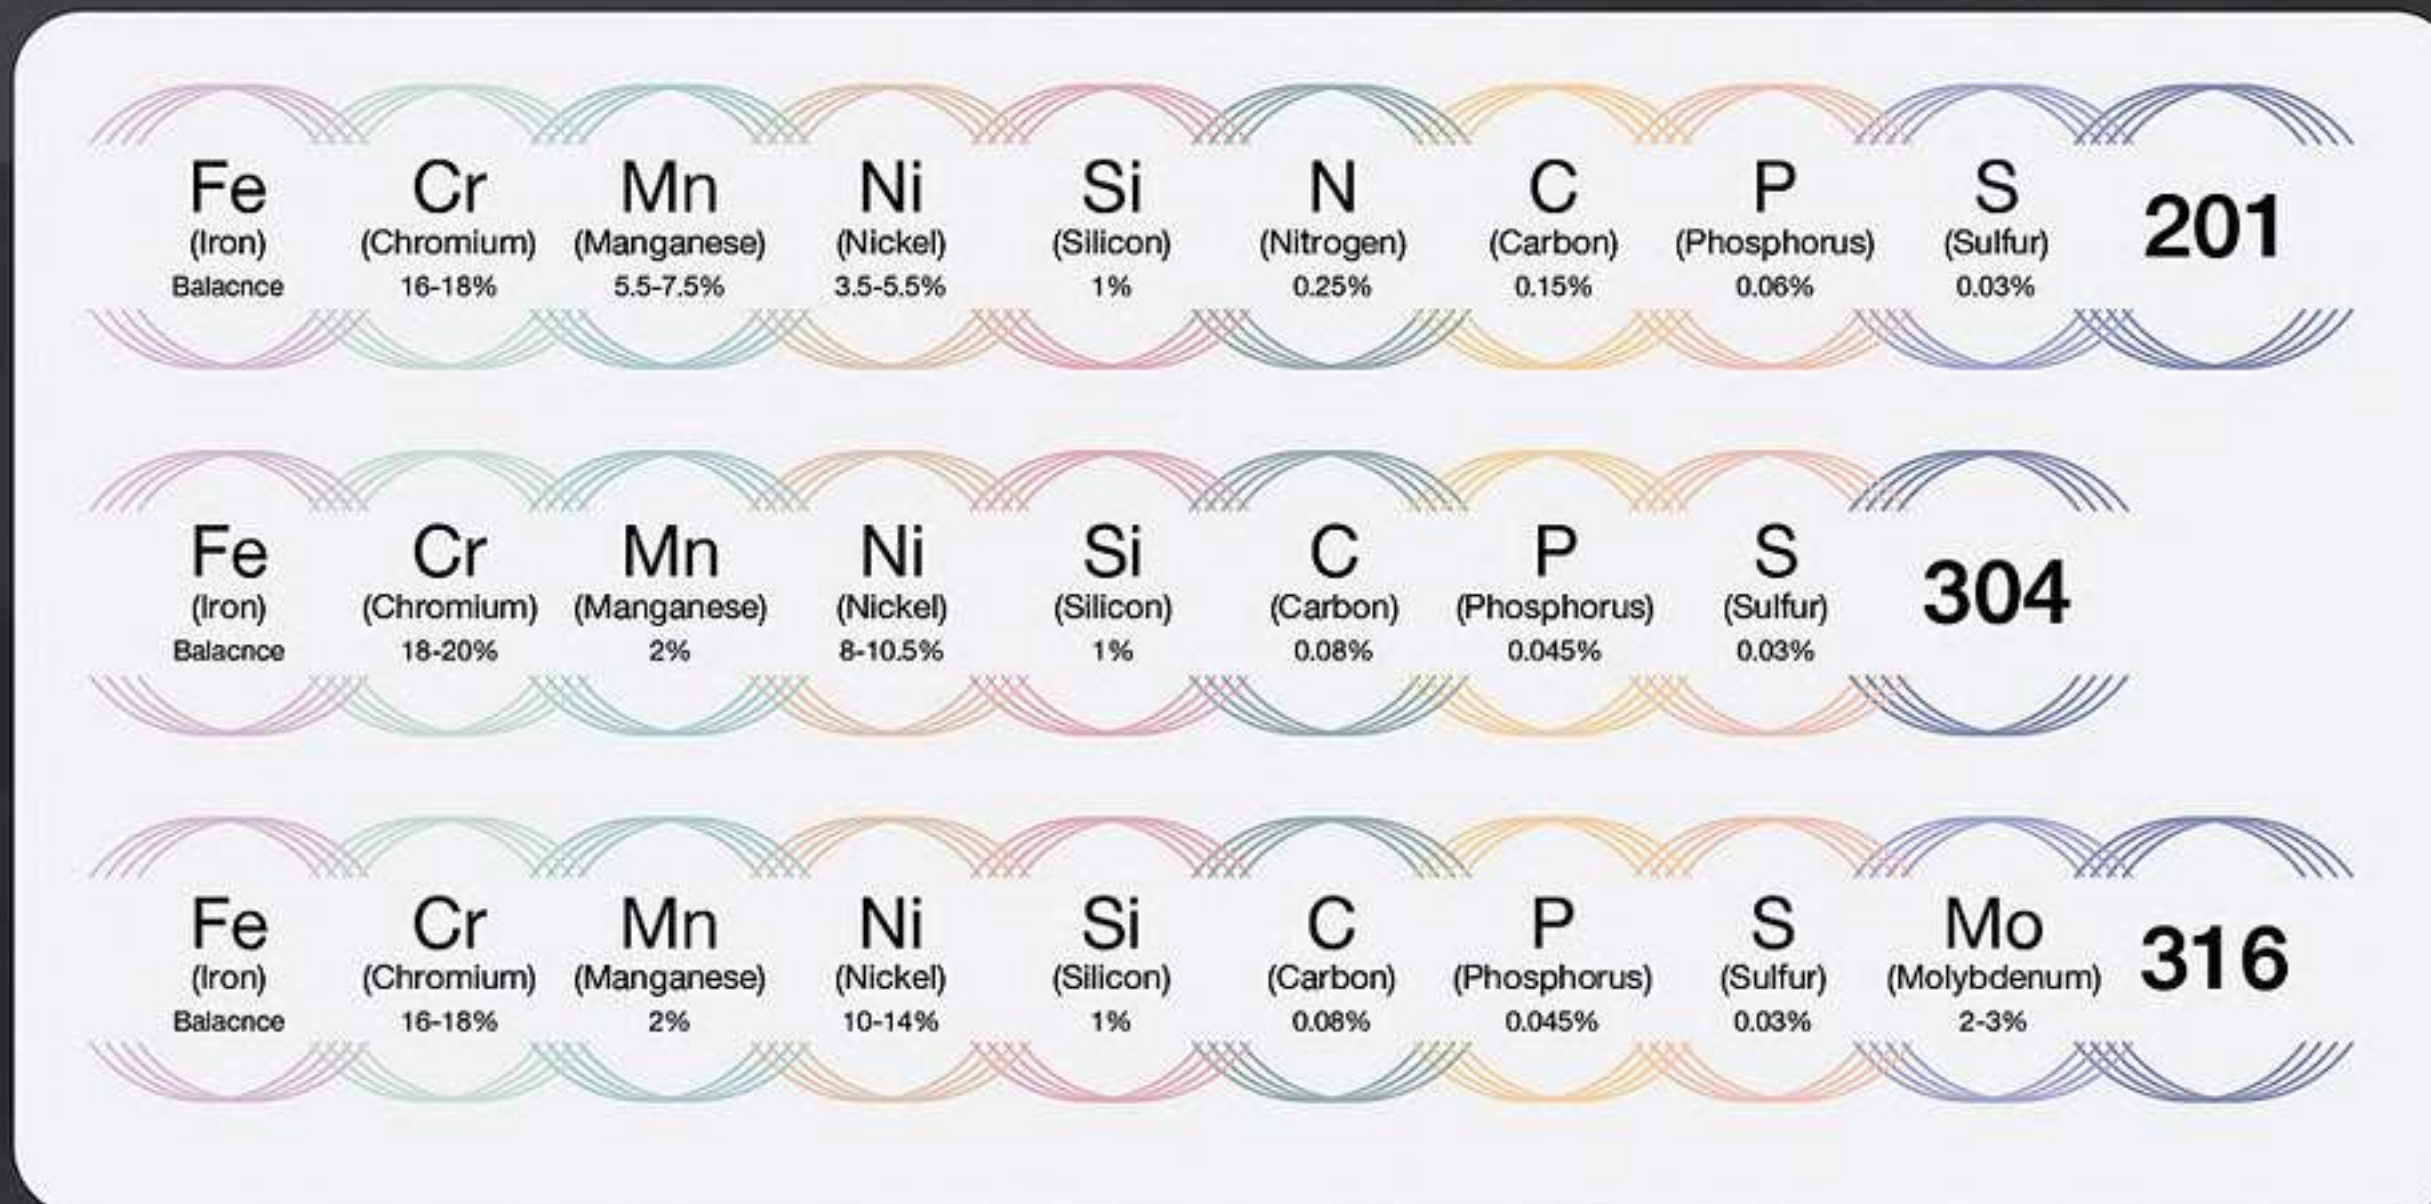 Fe Cr Mn Ni Si N C P S 201
(Iron) (Chromium) (Manganese) (Nickel) (Silicon) (Nitrogen) (Carbon) (Phosphorus) (Sulfur)
Balacnce 16-18% 5.5-7.5% 3.5-5.5% 1% 0.25% 0.15% 0.06% 0.03%
Fe Cr Mn Ni Si C P S 304
(Iron) (Chromium) (Manganese) (Nickel) (Silicon) (Carbon) (Phosphorus) (Sulfur)
Balacnce 18-20% 2% 8-10.5% 1% 0.08% 0.045% 0.03%
Fe Cr Mn Ni Si C P S Mo 316
(Iron) (Chromium) (Manganese) (Nickel) (Silicon) (Carbon) (Phosphorus) (Sulfur) (Molybdenum)
Balacnce 16-18% 2% 10-14% 1% 0.08% 0.045% 0.03% 2-3%